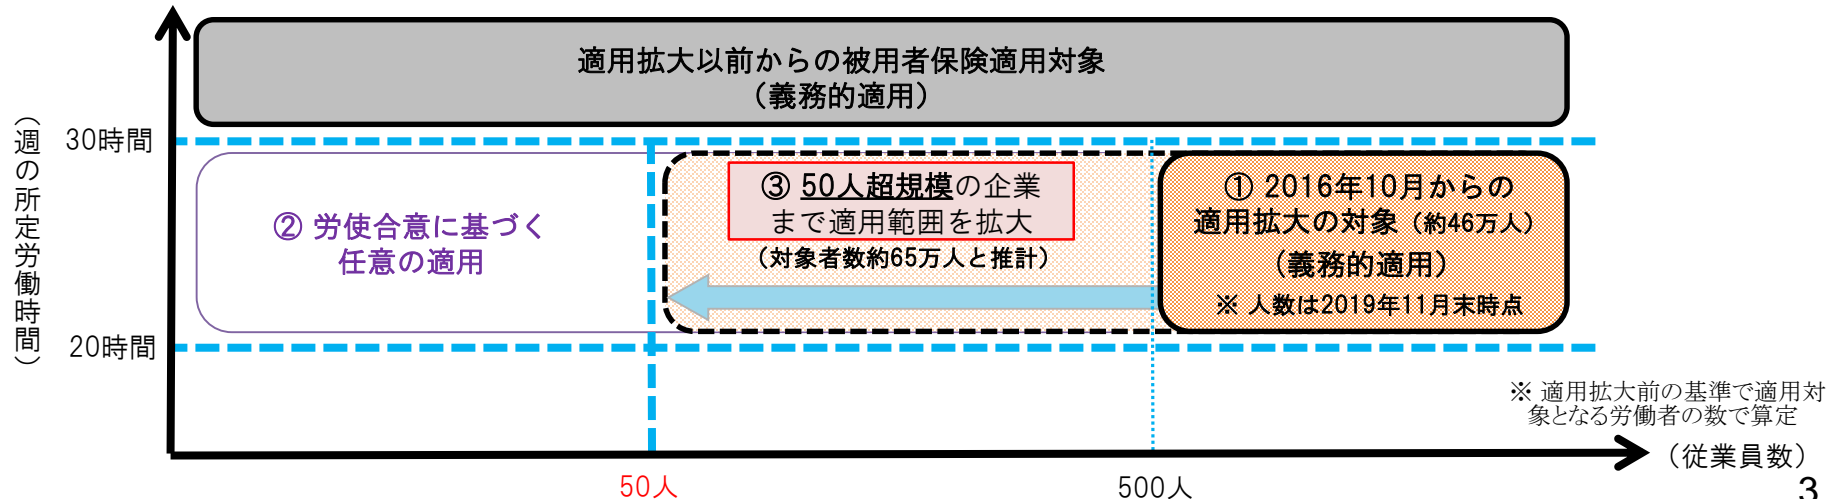 適用拡大以前からの被用者保険適用対象
（義務的適用）
（週の所定労働時間）
30時間
20時間
② 労使合意に基づく
任意の適用
③ 50人超規模の企業
まで適用範囲を拡大
（対象者数約65万人と推計）
① 2016年10月からの
適用拡大の対象（約46万人）
（義務的適用）
※ 人数は2019年11月末時点
※ 適用拡大前の基準で適用対
象となる労働者の数で算定
（従業員数）
50人
500人
3